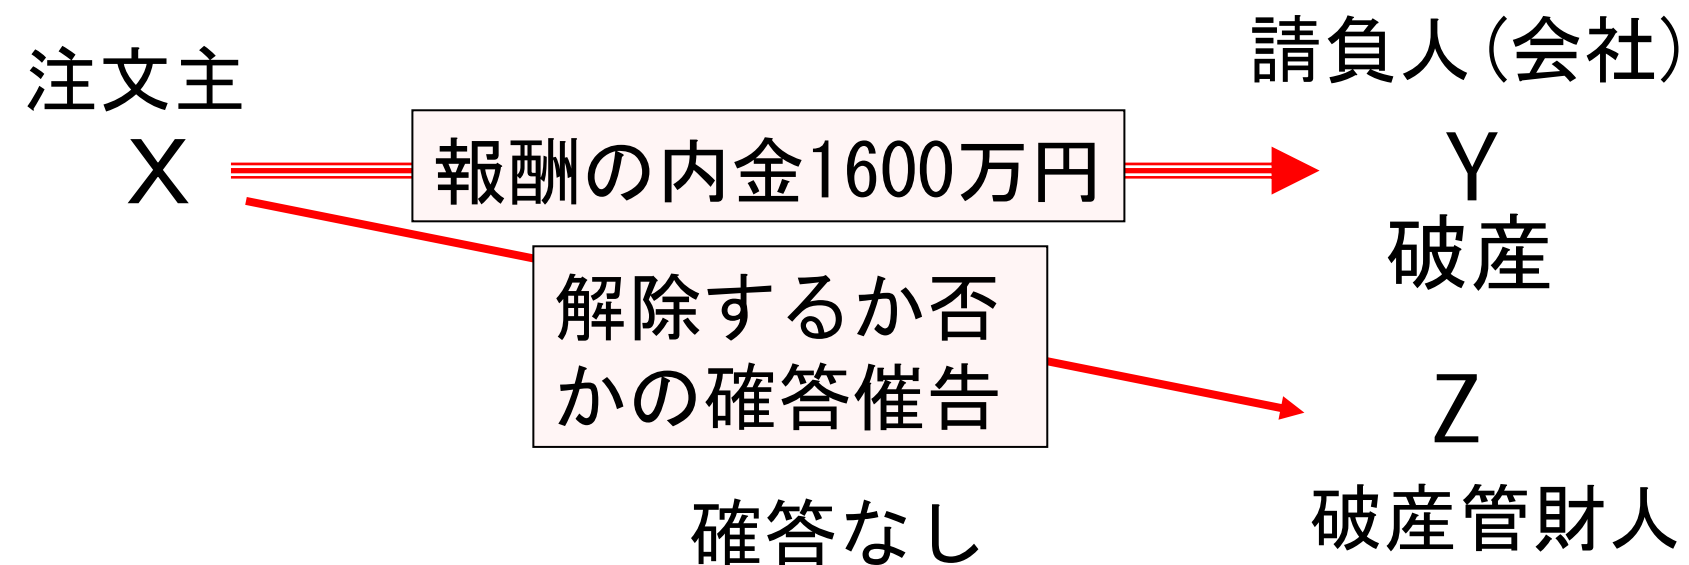 請負人(会社)
注文主
X
報酬の内金1600万円
Y
破産
解除するか否
かの確答催告
Z
破産管財人
確答なし